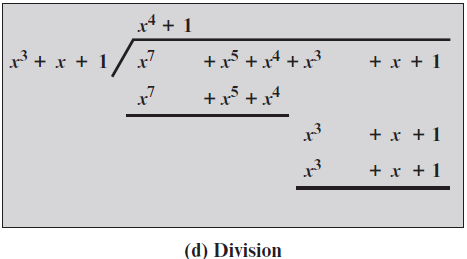 x⁴ + 1
x³ + x + 1 / x⁷ + x⁵ + x⁴ + x³ + x + 1
x⁷ + x⁵ + x⁴
x³ + x + 1
x³ + x + 1
(d) Division